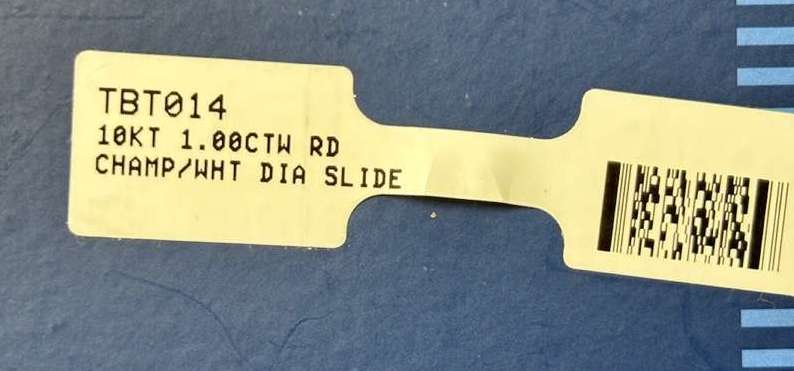 TBT014
10KT 1.00CTW RD
CHAMP/WHT DIA SLIDE